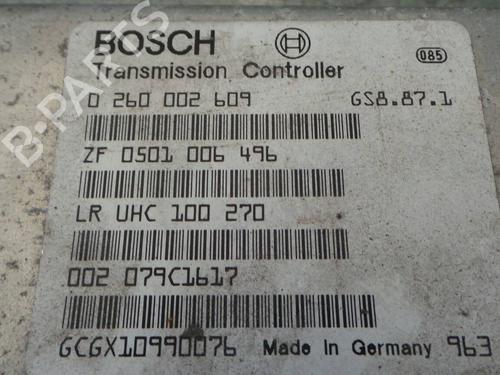 BOSCH
085
Transmission Controller
0 260 002 609 GS8.87.1
ZF 0501 006 496
LR UHC 100 270
002 079C1617
GCGX10990076 Made In Germany 963
B-PARTS